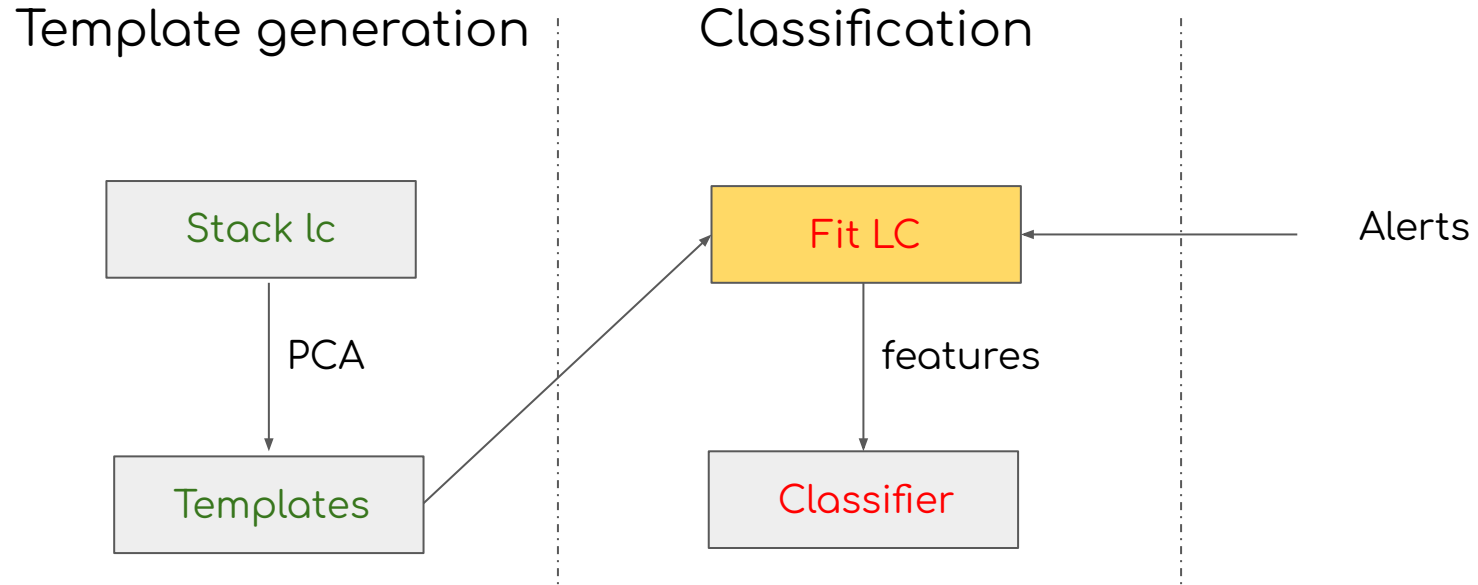 Template generation
Classification
Stack lc
Fit LC
Alerts
PCA
features
Templates
Classifier